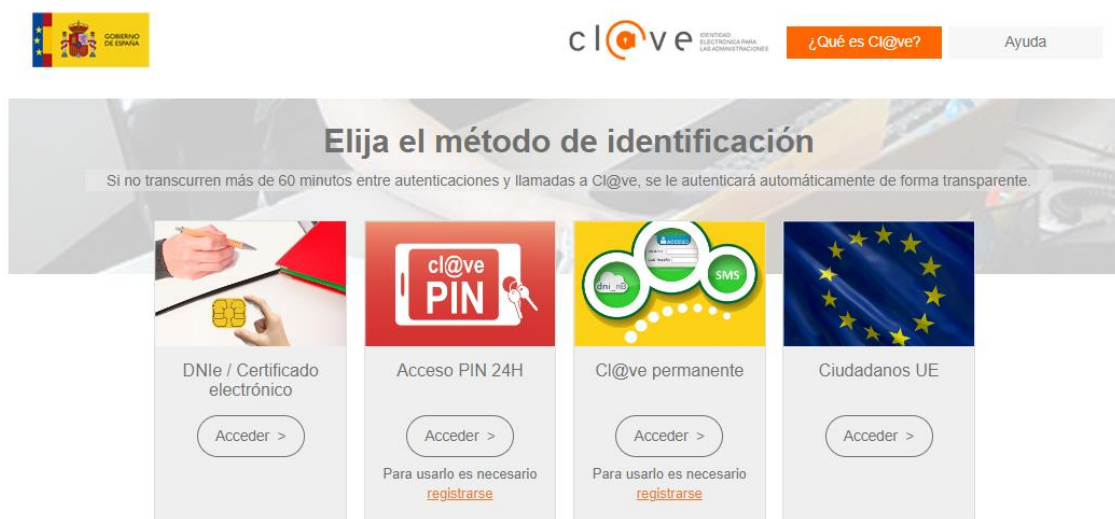 GOBIERNO
DE ESPAÑA
cl@ve
IDENTIDAD
ELECTRÓNICA PARA
LAS ADMINISTRACIONES
¿Qué es Cl@ve?
Ayuda
Elija el método de identificación
Si no transcurren más de 60 minutos entre autenticaciones y llamadas a Cl@ve, se le autenticará automáticamente de forma transparente.
cl@ve
PIN
ACCESO
SMS
DNIe / Certificado
electrónico
Acceso PIN 24H
Cl@ve permanente
Ciudadanos UE
Acceder >
Acceder >
Acceder >
Acceder >
Para usarlo es necesario
registrarse
Para usarlo es necesario
registrarse